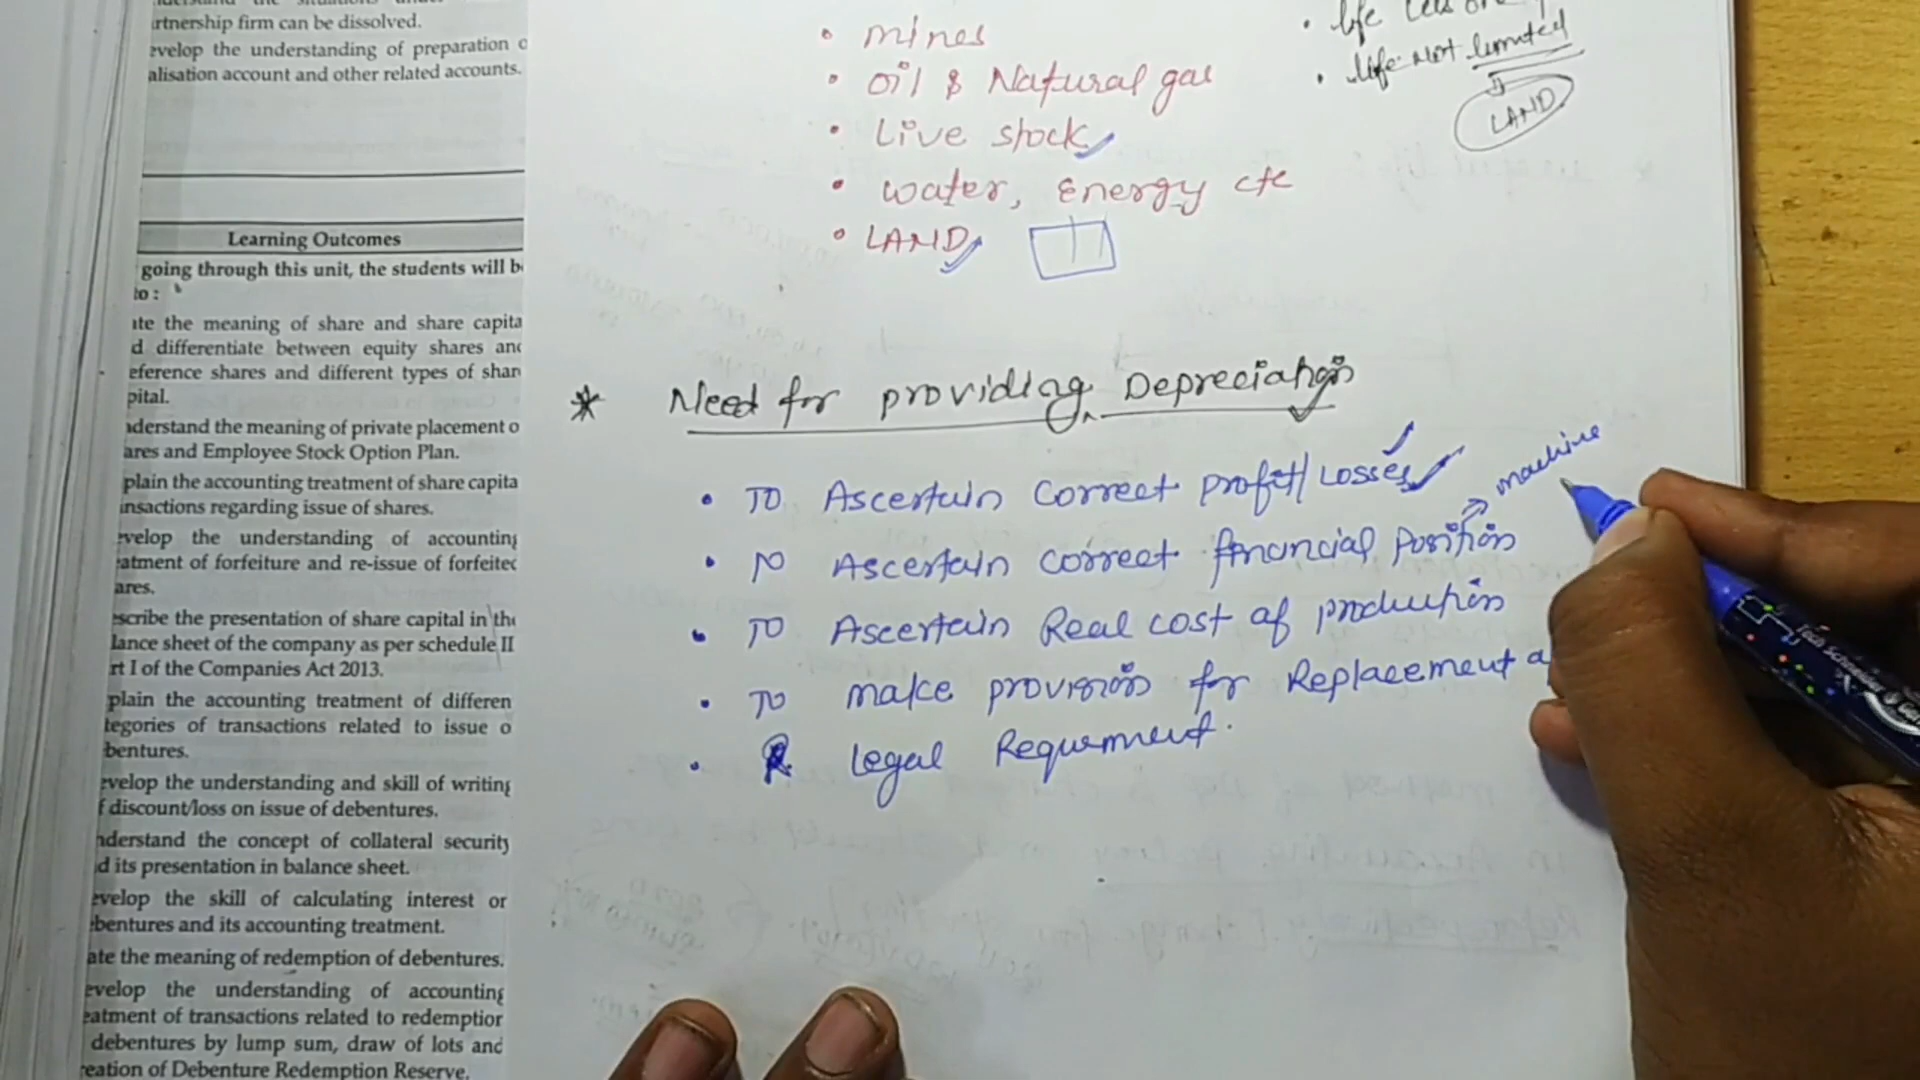 rtnership firm can be dissolved.
evelop the understanding of preparation o
alisation account and other related accounts.
Learning Outcomes
going through this unit, the students will be
to :
ate the meaning of share and share capita
d differentiate between equity shares and
eference shares and different types of shar
pital.
nderstand the meaning of private placement o
ares and Employee Stock Option Plan.
plain the accounting treatment of share capita
ansactions regarding issue of shares.
evelop the understanding of accounting
eatment of forfeiture and re-issue of forfeited
ares.
escribe the presentation of share capital in the
lance sheet of the company as per schedule II
rt I of the Companies Act 2013.
plain the accounting treatment of differen
tegories of transactions related to issue o
bentures.
evelop the understanding and skill of writing
f discount/loss on issue of debentures.
nderstand the concept of collateral security
d its presentation in balance sheet.
evelop the skill of calculating interest or
ebentures and its accounting treatment.
ate the meaning of redemption of debentures.
evelop the understanding of accounting
eatment of transactions related to redemption
debentures by lump sum, draw of lots and
reation of Debenture Redemption Reserve.
• mines
• oil & Natural gas
• Live stock
• water, Energy etc
• LAND
• life
• life not limited
LAND
* Need for providing Depreciation
• TO Ascertain Correct profit/Losses
machine
• TO Ascertain correct financial position
• TO Ascertain Real cost of production
• TO make provision for Replacement
• Legal Requrment.